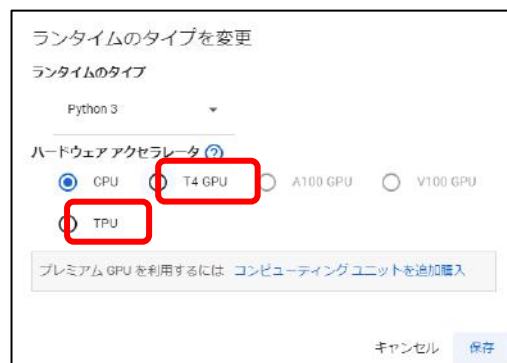 ランタイムのタイプを変更
ランタイムのタイプ
Python 3
ハードウェア アクセラレータ
CPU T4 GPU A100 GPU V100 GPU
TPU
プレミアム GPU を利用するには コンピューティング ユニットを追加購入
キャンセル 保存